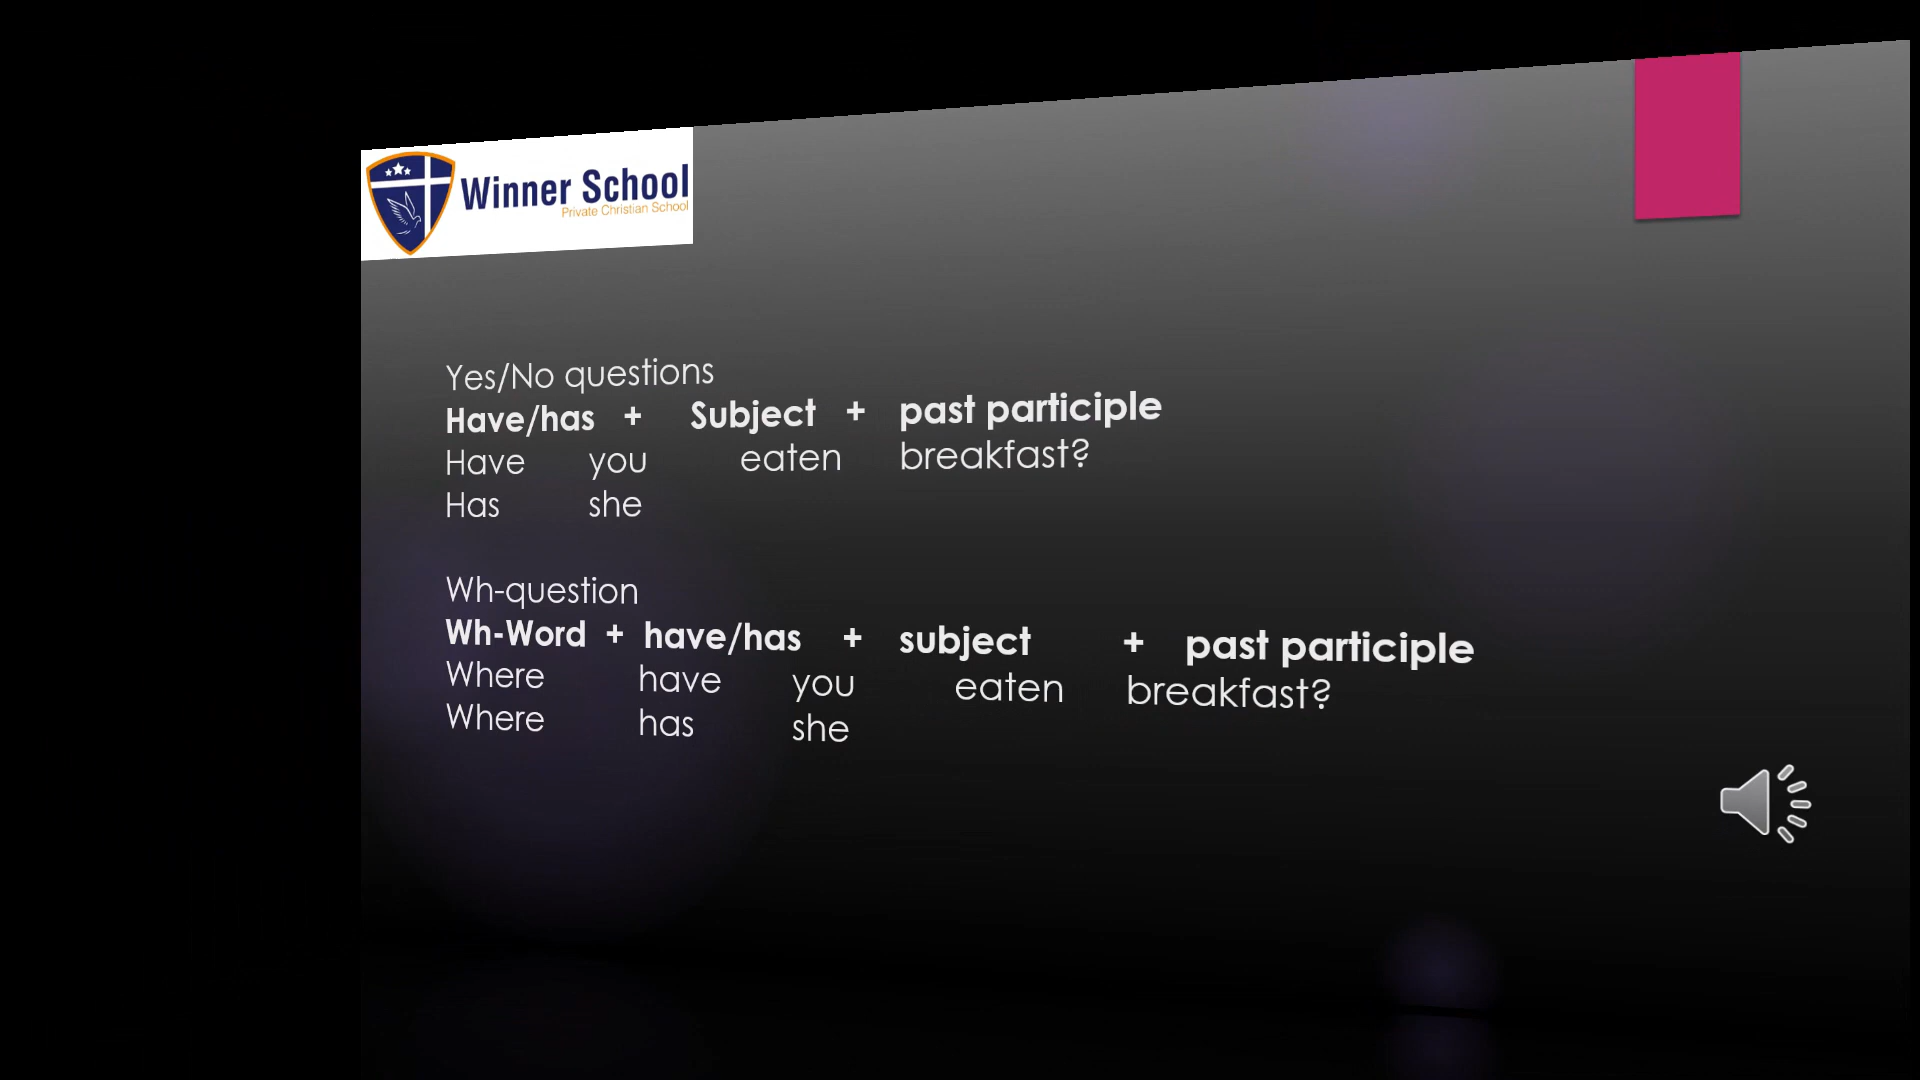 Winner School
Private Christian School
Yes/No questions
Have/has + Subject + past participle
Have you eaten breakfast?
Has she
Wh-question
Wh-Word + have/has + subject + past participle
Where have you eaten breakfast?
Where has she